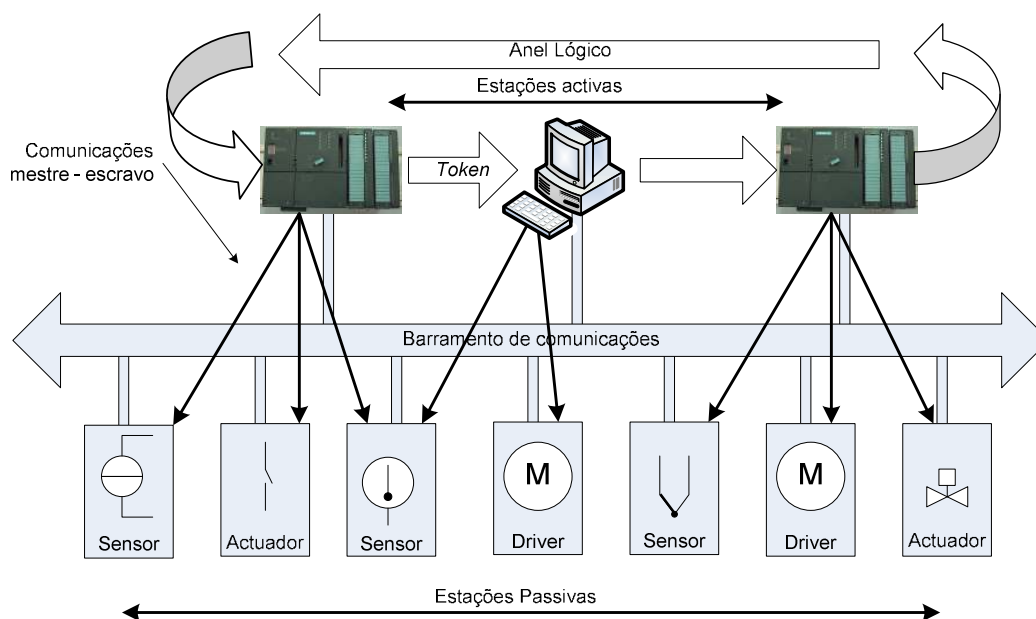 Anel Lógico
Estações activas
Comunicações
mestre - escravo
Token
Barramento de comunicações
M
M
Sensor
Actuador
Sensor
Driver
Sensor
Driver
Actuador
Estações Passivas